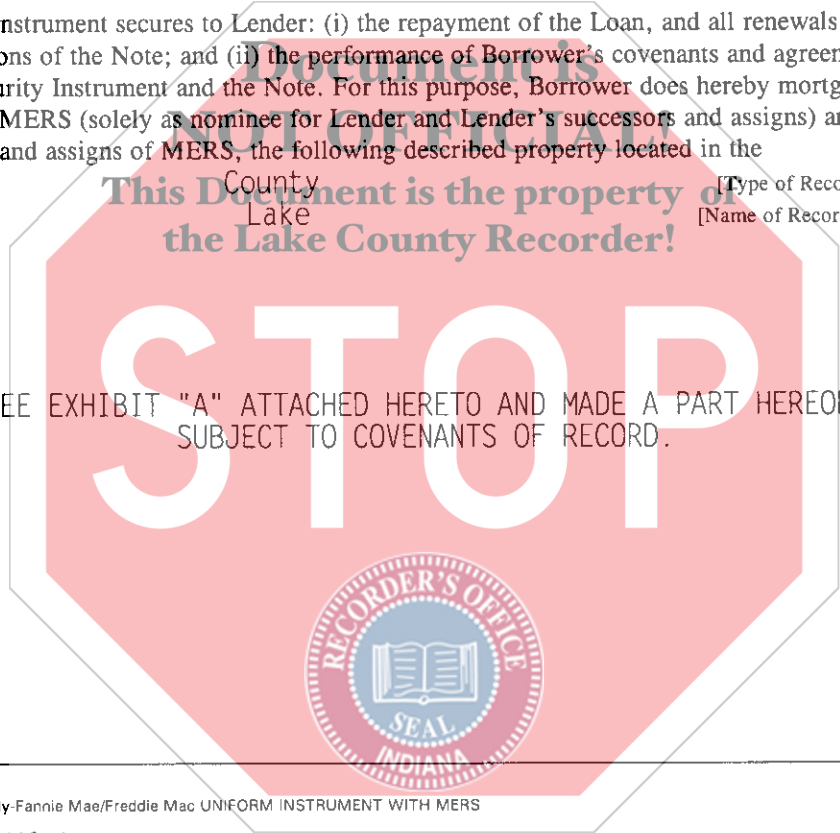 nstrument secures to Lender: (i) the repayment of the Loan, and all renewals
ons of the Note; and (ii) the performance of Borrower's covenants and agreer
Document is
urity Instrument and the Note. For this purpose, Borrower does hereby mortg
MERS (solely as nominee for Lender and Lender's successors and assigns) a
NOT OFFICIAL!
and assigns of MERS, the following described property located in the
County [Type of Reco
This Document is the property of
Lake [Name of Recor
the Lake County Recorder!
STOP
EE EXHIBIT "A" ATTACHED HERETO AND MADE A PART HEREOF
SUBJECT TO COVENANTS OF RECORD.
RECORDER'S OFFICE
SEAL
INDIANA
y-Fannie Mae/Freddie Mac UNIFORM INSTRUMENT WITH MERS